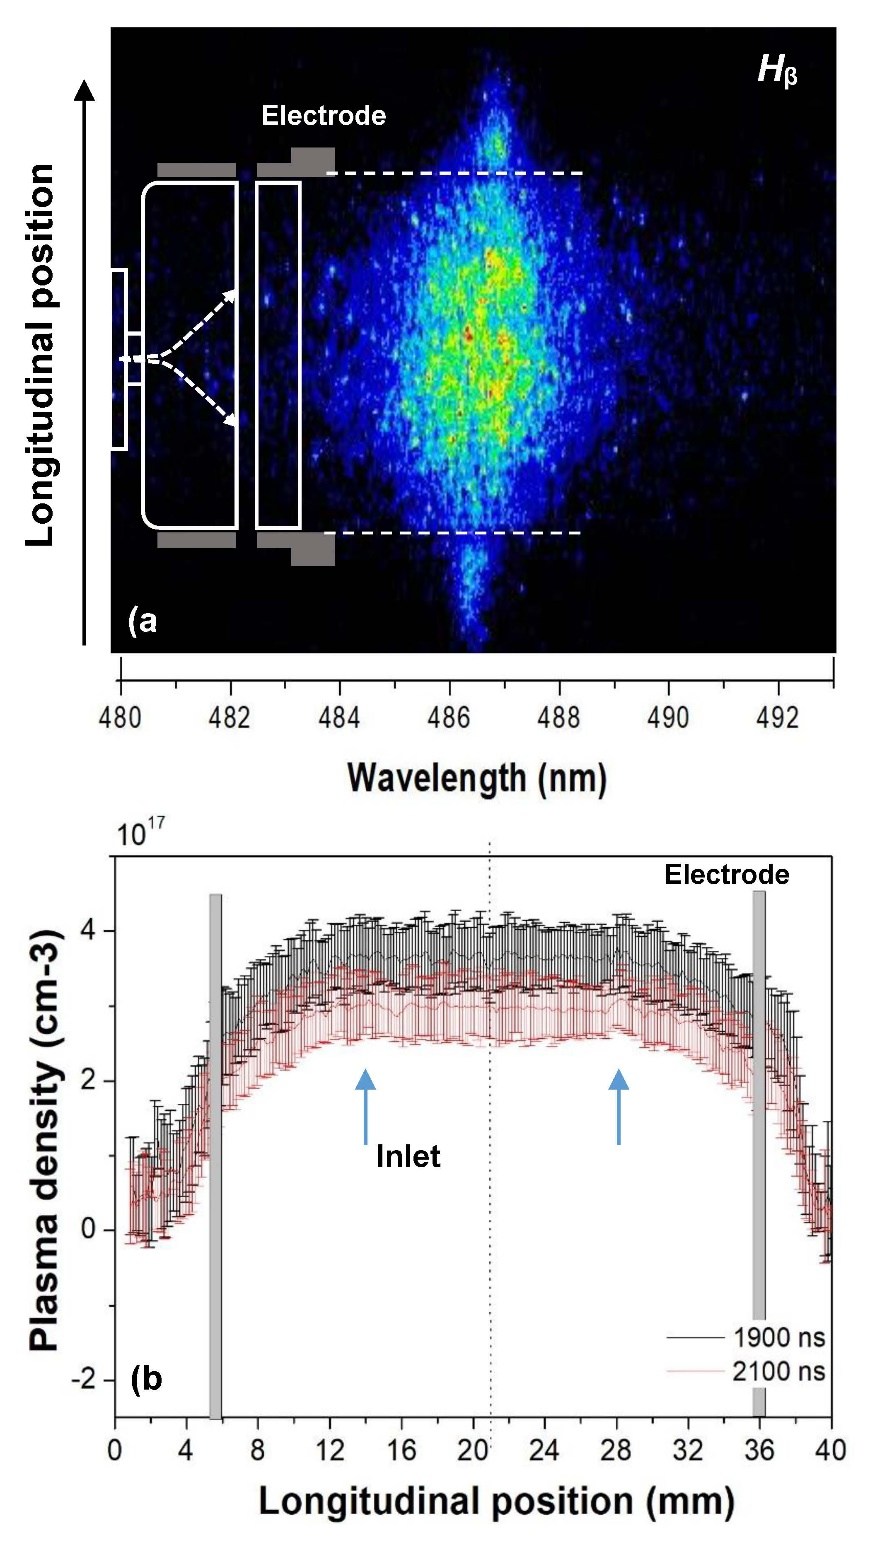 Hβ
Electrode
Longitudinal position
(a
480 482 484 486 488 490 492
Wavelength (nm)
10¹⁷
Electrode
4
2
0
-2
Plasma density (cm-3)
Inlet
1900 ns
2100 ns
(b
0 4 8 12 16 20 24 28 32 36 40
Longitudinal position (mm)